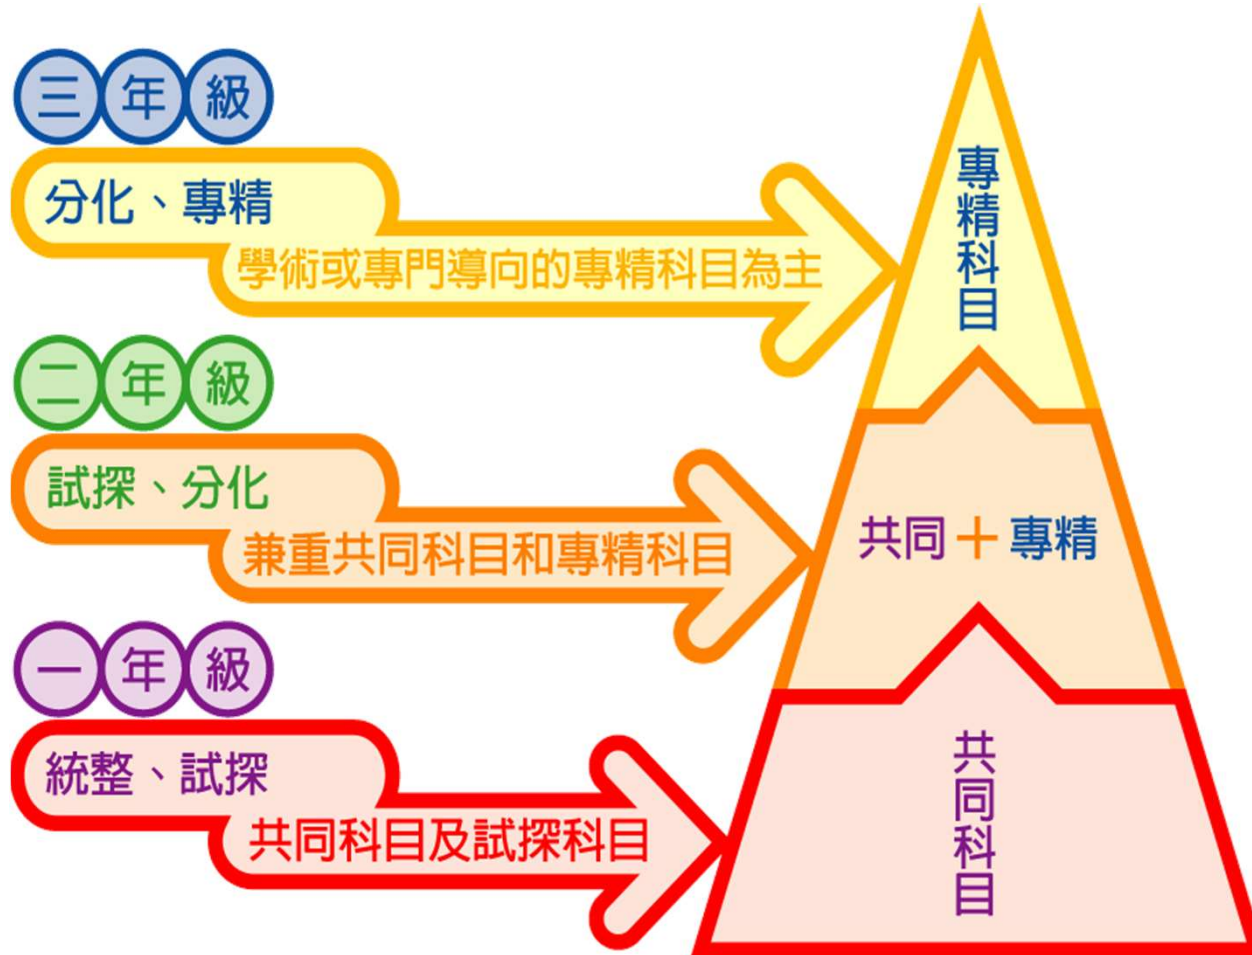 三年級
分化、專精
學術或專門導向的專精科目為主
專精科目
二年級
試探、分化
兼重共同科目和專精科目
共同＋專精
一年級
統整、試探
共同科目及試探科目
共同科目